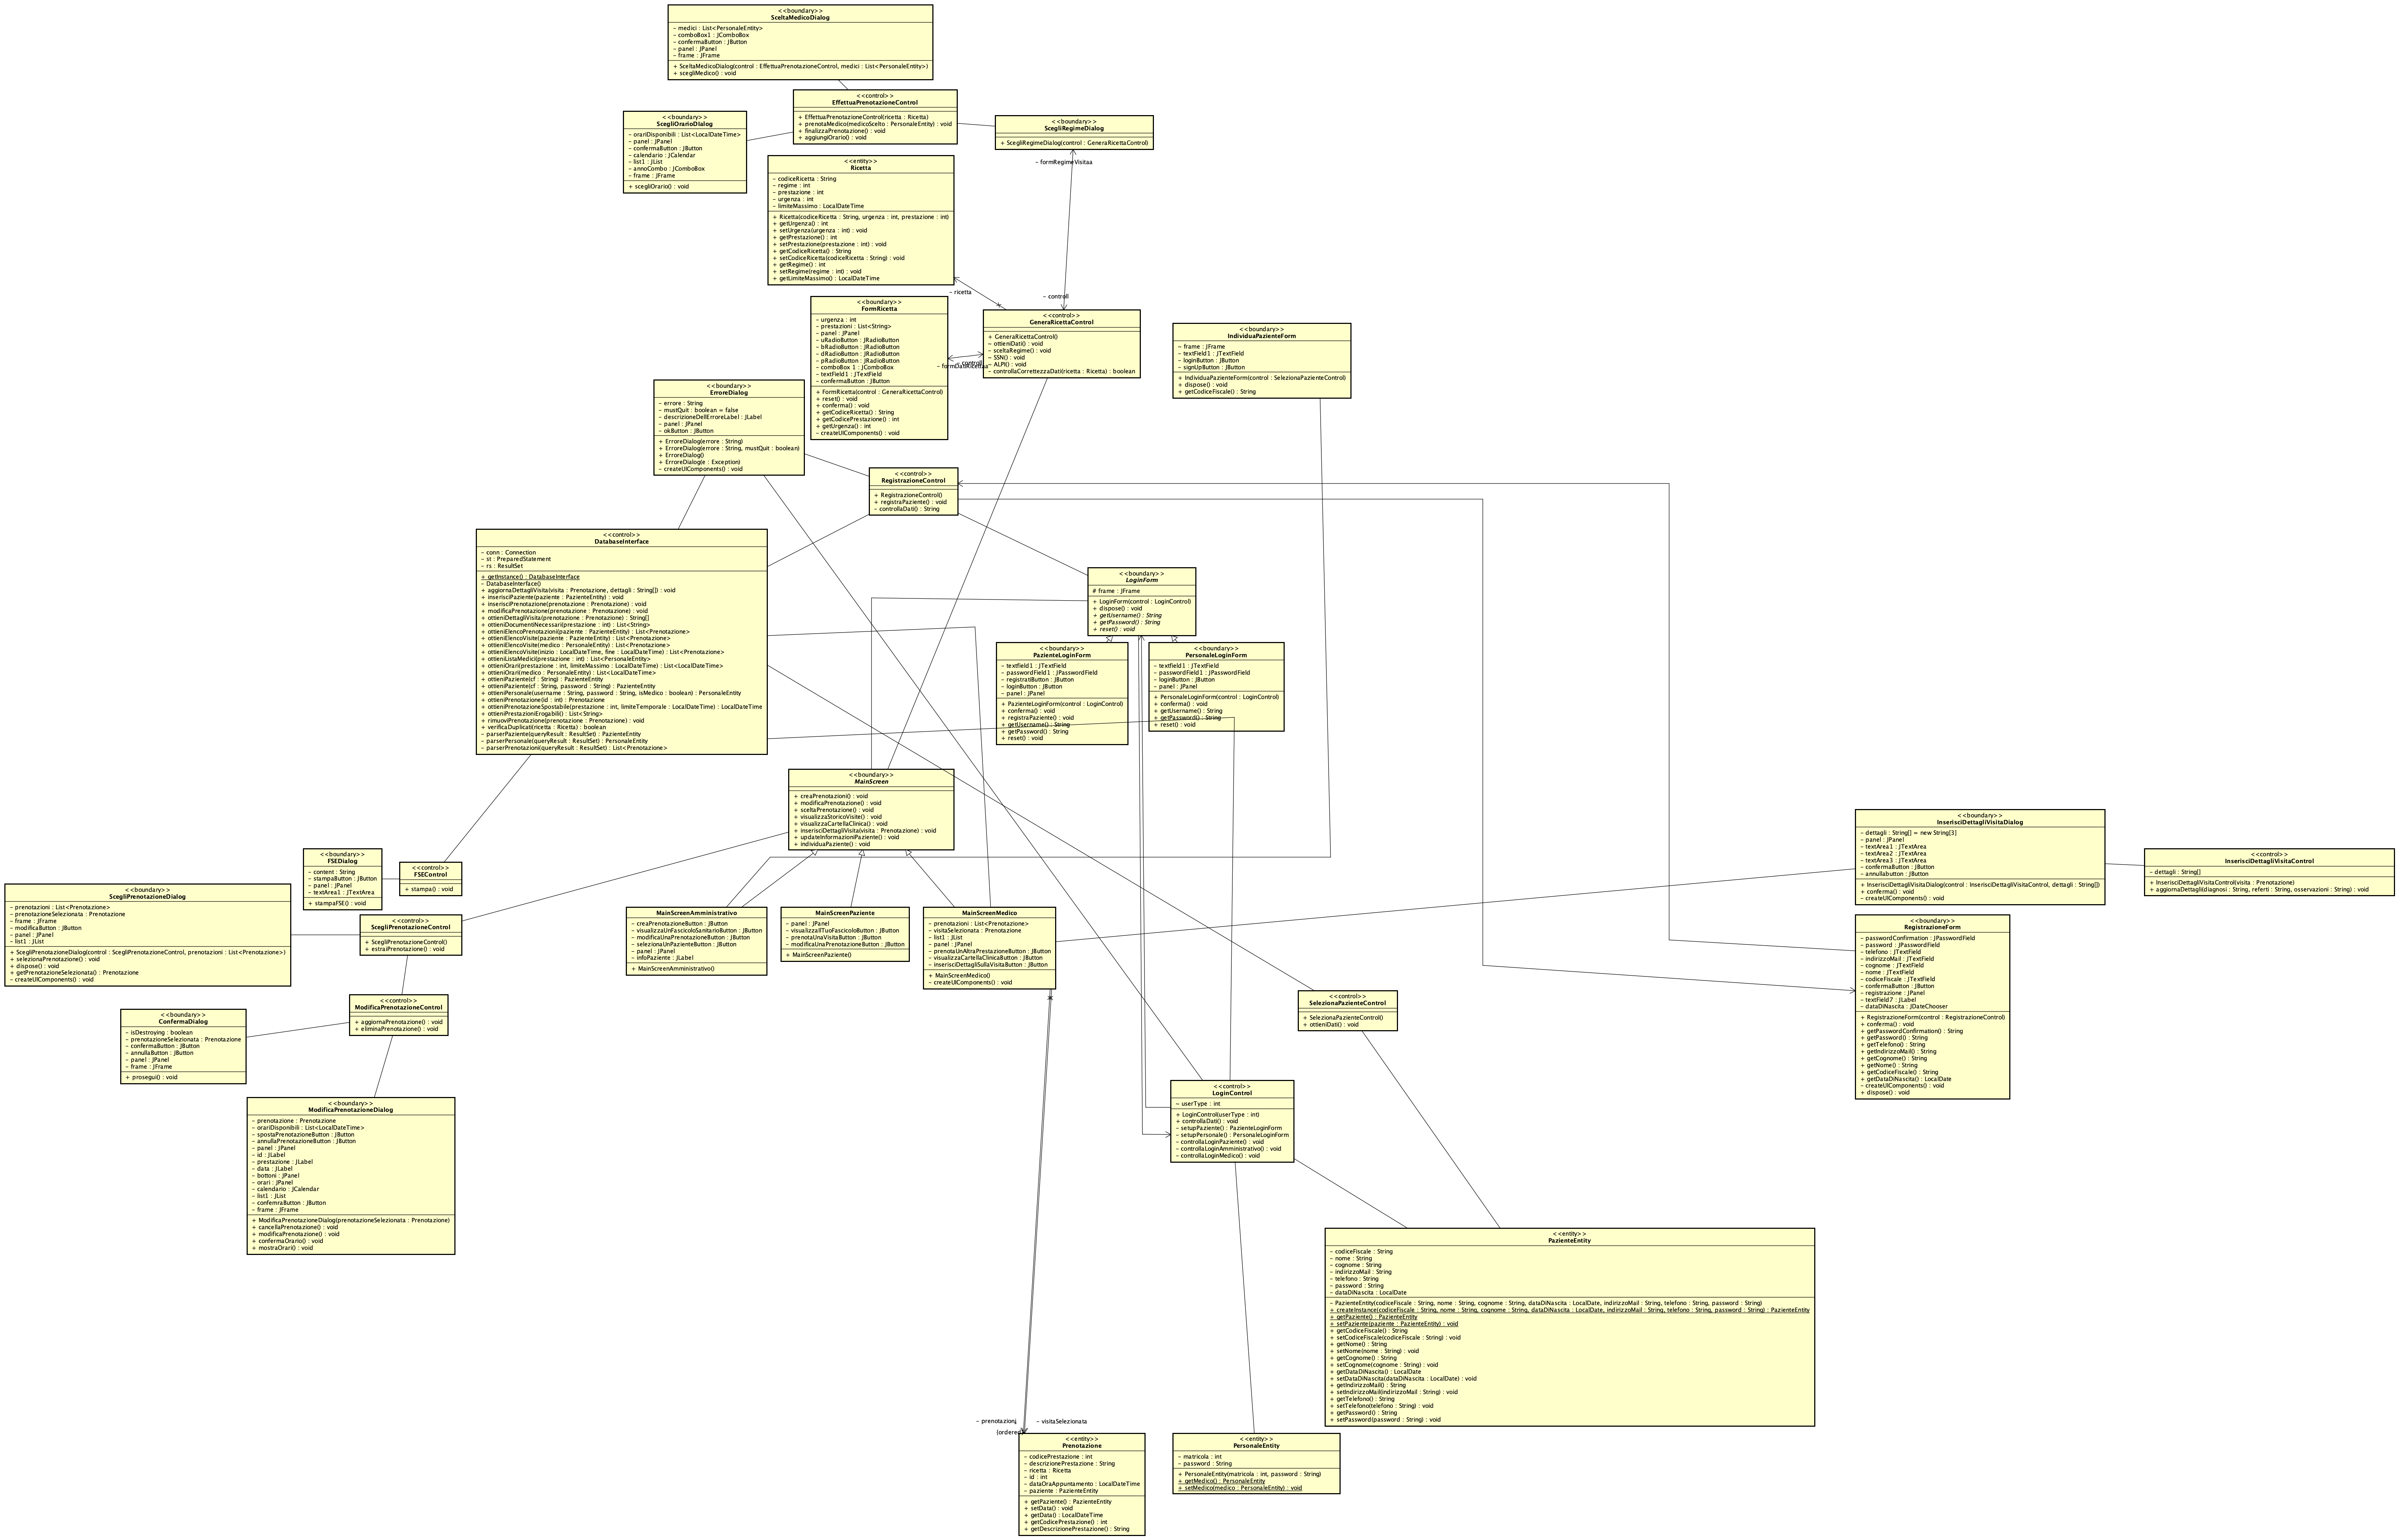 <<boundary>>
SceltaMedicoDialog
- medici : List<PersonaleEntity>
- comboBox1 : JComboBox
- confermaButton : JButton
- panel : JPanel
- frame : JFrame
+ SceltaMedicoDialog(control : EffettuaPrenotazioneControl, medici : List<PersonaleEntity>)
+ scegliMedico() : void
<<control>>
EffettuaPrenotazioneControl
+ EffettuaPrenotazioneControl(ricetta : Ricetta)
+ prenotaMedico(medicoScelto : PersonaleEntity) : void
+ finalizzaPrenotazione() : void
+ aggiungiOrario() : void
<<boundary>>
ScegliOrarioDialog
- orariDisponibili : List<LocalDateTime>
- panel : JPanel
- confermaButton : JButton
- calendario : JCalendar
- list1 : JList
- annoCombo : JComboBox
- frame : JFrame
+ scegliOrario() : void
<<boundary>>
ScegliRegimeDialog
+ ScegliRegimeDialog(control : GeneraRicettaControl)
- formRegimeVisitaa
<<entity>>
Ricetta
- codiceRicetta : String
- regime : int
- prestazione : int
- urgenza : int
- limiteMassimo : LocalDateTime
+ Ricetta(codiceRicetta : String, urgenza : int, prestazione : int)
+ getUrgenza() : int
+ setUrgenza(urgenza : int) : void
+ getPrestazione() : int
+ setPrestazione(prestazione : int) : void
+ getCodiceRicetta() : String
+ setCodiceRicetta(codiceRicetta : String) : void
+ getRegime() : int
+ setRegime(regime : int) : void
+ getLimiteMassimo() : LocalDateTime
- ricetta
*
- controll
<<boundary>>
FormRicetta
- urgenza : int
- prestazioni : List<String>
- panel : JPanel
- uRadioButton : JRadioButton
- bRadioButton : JRadioButton
- dRadioButton : JRadioButton
- pRadioButton : JRadioButton
- comboBox 1 : JComboBox
- textField1 : JTextField
- confermaButton : JButton
+ FormRicetta(control : GeneraRicettaControl)
+ reset() : void
+ conferma() : void
+ getCodiceRicetta() : String
+ getCodicePrestazione() : int
+ getUrgenza() : int
- createUIComponents() : void
- controll
- formDatiRicettaa
<<control>>
GeneraRicettaControl
+ GeneraRicettaControl()
- ottieniDati() : void
- sceltaRegime() : void
- SSN() : void
- ALPI() : void
- controllaCorrettezzaDati(ricetta : Ricetta) : boolean
<<boundary>>
IndividuaPazienteForm
- frame : JFrame
- textField1 : JTextField
- loginButton : JButton
- signUpButton : JButton
+ IndividuaPazienteForm(control : SelezionaPazienteControl)
+ dispose() : void
+ getCodiceFiscale() : String
<<boundary>>
ErroreDialog
- errore : String
- mustQuit : boolean = false
- descrizioneDellErroreLabel : JLabel
- panel : JPanel
- okButton : JButton
+ ErroreDialog(errore : String)
+ ErroreDialog(errore : String, mustQuit : boolean)
+ ErroreDialog()
+ ErroreDialog(e : Exception)
- createUIComponents() : void
<<control>>
RegistrazioneControl
+ RegistrazioneControl()
+ registraPaziente() : void
- controllaDati() : String
<<control>>
DatabaseInterface
- conn : Connection
- st : PreparedStatement
- rs : ResultSet
+ getInstance() : DatabaseInterface
- DatabaseInterface()
+ aggiornaDettagliVisita(visita : Prenotazione, dettagli : String[]) : void
+ inserisciPaziente(paziente : PazienteEntity) : void
+ inserisciPrenotazione(prenotazione : Prenotazione) : void
+ modificaPrenotazione(prenotazione : Prenotazione) : void
+ ottieniDettagliVisita(prenotazione : Prenotazione) : String[]
+ ottieniDocumentiNecessari(prestazione : int) : List<String>
+ ottieniElencoPrenotazioni(paziente : PazienteEntity) : List<Prenotazione>
+ ottieniElencoVisite(paziente : PazienteEntity) : List<Prenotazione>
+ ottieniElencoVisite(medico : PersonaleEntity) : List<Prenotazione>
+ ottieniElencoVisite(inizio : LocalDateTime, fine : LocalDateTime) : List<Prenotazione>
+ ottieniListaMedici(prestazione : int) : List<PersonaleEntity>
+ ottieniOrari(prestazione : int, limiteMassimo : LocalDateTime) : List<LocalDateTime>
+ ottieniOrari(medico : PersonaleEntity) : List<LocalDateTime>
+ ottieniPaziente(cf : String) : PazienteEntity
+ ottieniPaziente(cf : String, password : String) : PazienteEntity
+ ottieniPersonale(username : String, password : String, isMedico : boolean) : PersonaleEntity
+ ottieniPrenotazione(id : int) : Prenotazione
+ ottieniPrenotazioneSpostabile(prestazione : int, limiteTemporale : LocalDateTime) : LocalDateTime
+ ottieniPrestazioniErogabili() : List<String>
+ rimuoviPrenotazione(prenotazione : Prenotazione) : void
+ verificaDuplicati(ricetta : Ricetta) : boolean
- parserPaziente(queryResult : ResultSet) : PazienteEntity
- parserPersonale(queryResult : ResultSet) : PersonaleEntity
- parserPrenotazioni(queryResult : ResultSet) : List<Prenotazione>
<<boundary>>
LoginForm
# frame : JFrame
+ LoginForm(control : LoginControl)
+ dispose() : void
+ getUsername() : String
+ getPassword() : String
+ reset() : void
<<boundary>>
PazienteLoginForm
- textfield1 : JTextField
- passwordField1 : JPasswordField
- registratiButton : JButton
- loginButton : JButton
- panel : JPanel
+ PazienteLoginForm(control : LoginControl)
+ conferma() : void
+ registraPaziente() : void
+ getUsername() : String
+ getPassword() : String
+ reset() : void
<<boundary>>
PersonaleLoginForm
- textfield1 : JTextField
- passwordField1 : JPasswordField
- loginButton : JButton
- panel : JPanel
+ PersonaleLoginForm(control : LoginControl)
+ conferma() : void
+ getUsername() : String
+ getPassword() : String
+ reset() : void
<<boundary>>
MainScreen
+ creaPrenotazioni() : void
+ modificaPrenotazione() : void
+ sceltaPrenotazione() : void
+ visualizzaStoricoVisite() : void
+ visualizzaCartellaClinica() : void
+ inserisciDettagliVisita(visita : Prenotazione) : void
+ updateInformazioniPaziente() : void
+ individuaPaziente() : void
<<boundary>>
InserisciDettagliVisitaDialog
- dettagli : String[] = new String[3]
- panel : JPanel
- textArea1 : JTextArea
- textArea2 : JTextArea
- textArea3 : JTextArea
- confermaButton : JButton
- annullabutton : JButton
+ InserisciDettagliVisitaDialog(control : InserisciDettagliVisitaControl, dettagli : String[])
+ conferma() : void
- createUIComponents() : void
<<control>>
InserisciDettagliVisitaControl
- dettagli : String[]
+ InserisciDettagliVisitaControl(visita : Prenotazione)
+ aggiornaDettagli(diagnosi : String, referti : String, osservazioni : String) : void
<<boundary>>
FSEDialog
- content : String
- stampaButton : JButton
- panel : JPanel
- textArea1 : JTextArea
+ stampaFSE() : void
<<control>>
FSEControl
+ stampa() : void
<<boundary>>
ScegliPrenotazioneDialog
- prenotazioni : List<Prenotazione>
- prenotazioneSelezionata : Prenotazione
- frame : JFrame
- modificaButton : JButton
- panel : JPanel
- list1 : JList
+ ScegliPrenotazioneDialog(control : ScegliPrenotazioneControl, prenotazioni : List<Prenotazione>)
+ selezionaPrenotazione() : void
+ dispose() : void
+ getPrenotazioneSelezionata() : Prenotazione
- createUIComponents() : void
<<control>>
ScegliPrenotazioneControl
+ ScegliPrenotazioneControl()
+ estraiPrenotazione() : void
MainScreenAmministrativo
- creaPrenotazioneButton : JButton
- visualizzaUnFascicoloSanitarioButton : JButton
- modificaUnaPrenotazioneButton : JButton
- selezionaUnPazienteButton : JButton
- panel : JPanel
- infoPaziente : JLabel
+ MainScreenAmministrativo()
MainScreenPaziente
- panel : JPanel
- visualizzaIlTuoFascicoloButton : JButton
- prenotaUnaVisitaButton : JButton
- modificaUnaPrenotazioneButton : JButton
+ MainScreenPaziente()
MainScreenMedico
- prenotazioni : List<Prenotazione>
- visitaSelezionata : Prenotazione
- list1 : JList
- panel : JPanel
- prenotaUnAltraPrestazioneButton : JButton
- visualizzaCartellaClinicaButton : JButton
- inserisciDettagliSullaVisitaButton : JButton
+ MainScreenMedico()
- createUIComponents() : void
*
<<boundary>>
RegistrazioneForm
- passwordConfirmation : JPasswordField
- password : JPasswordField
- telefono : JTextField
- indirizzoMail : JTextField
- cognome : JTextField
- nome : JTextField
- codiceFiscale : JTextField
- confermaButton : JButton
- registrazione : JPanel
- textField7 : JLabel
- dataDiNascita : JDateChooser
+ RegistrazioneForm(control : RegistrazioneControl)
+ conferma() : void
+ getPasswordConfirmation() : String
+ getPassword() : String
+ getTelefono() : String
+ getIndirizzoMail() : String
+ getCognome() : String
+ getNome() : String
+ getCodiceFiscale() : String
+ getDataDiNascita() : LocalDate
- createUIComponents() : void
+ dispose() : void
<<control>>
ModificaPrenotazioneControl
+ aggiornaPrenotazione() : void
+ eliminaPrenotazione() : void
<<boundary>>
ConfermaDialog
- isDestroying : boolean
- prenotazioneSelezionata : Prenotazione
- confermaButton : JButton
- annullaButton : JButton
- panel : JPanel
- frame : JFrame
+ prosegui() : void
<<control>>
SelezionaPazienteControl
+ SelezionaPazienteControl()
+ ottieniDati() : void
<<boundary>>
ModificaPrenotazioneDialog
- prenotazione : Prenotazione
- orariDisponibili : List<LocalDateTime>
- spostaPrenotazioneButton : JButton
- annullaPrenotazioneButton : JButton
- panel : JPanel
- id : JLabel
- prestazione : JLabel
- data : JLabel
- bottoni : JPanel
- orari : JPanel
- calendario : JCalendar
- list1 : JList
- confemraButton : JButton
- frame : JFrame
+ ModificaPrenotazioneDialog(prenotazioneSelezionata : Prenotazione)
+ cancellaPrenotazione() : void
+ modificaPrenotazione() : void
+ confermaOrario() : void
+ mostraOrari() : void
<<control>>
LoginControl
- userType : int
+ LoginControl(userType : int)
+ controllaDati() : void
- setupPaziente() : PazienteLoginForm
- setupPersonale() : PersonaleLoginForm
- controllaLoginPaziente() : void
- controllaLoginAmministrativo() : void
- controllaLoginMedico() : void
<<entity>>
PazienteEntity
- codiceFiscale : String
- nome : String
- cognome : String
- indirizzoMail : String
- telefono : String
- password : String
- dataDiNascita : LocalDate
- PazienteEntity(codiceFiscale : String, nome : String, cognome : String, dataDiNascita : LocalDate, indirizzoMail : String, telefono : String, password : String)
+ createInstance(codiceFiscale : String, nome : String, cognome : String, dataDiNascita : LocalDate, indirizzoMail : String, telefono : String, password : String) : PazienteEntity
+ getPaziente() : PazienteEntity
+ setPaziente(paziente : PazienteEntity) : void
+ getCodiceFiscale() : String
+ setCodiceFiscale(codiceFiscale : String) : void
+ getNome() : String
+ setNome(nome : String) : void
+ getCognome() : String
+ setCognome(cognome : String) : void
+ getDataDiNascita() : LocalDate
+ setDataDiNascita(dataDiNascita : LocalDate) : void
+ getIndirizzoMail() : String
+ setIndirizzoMail(indirizzoMail : String) : void
+ getTelefono() : String
+ setTelefono(telefono : String) : void
+ getPassword() : String
+ setPassword(password : String) : void
- prenotazioni
- visitaSelezionata
{ordered}
<<entity>>
Prenotazione
- codicePrestazione : int
- descrizionePrestazione : String
- ricetta : Ricetta
- id : int
- dataOraAppuntamento : LocalDateTime
- paziente : PazienteEntity
+ getPaziente() : PazienteEntity
+ setData() : void
+ getData() : LocalDateTime
+ getCodicePrestazione() : int
+ getDescrizionePrestazione() : String
<<entity>>
PersonaleEntity
- matricola : int
- password : String
+ PersonaleEntity(matricola : int, password : String)
+ getMedico() : PersonaleEntity
+ setMedico(medico : PersonaleEntity) : void